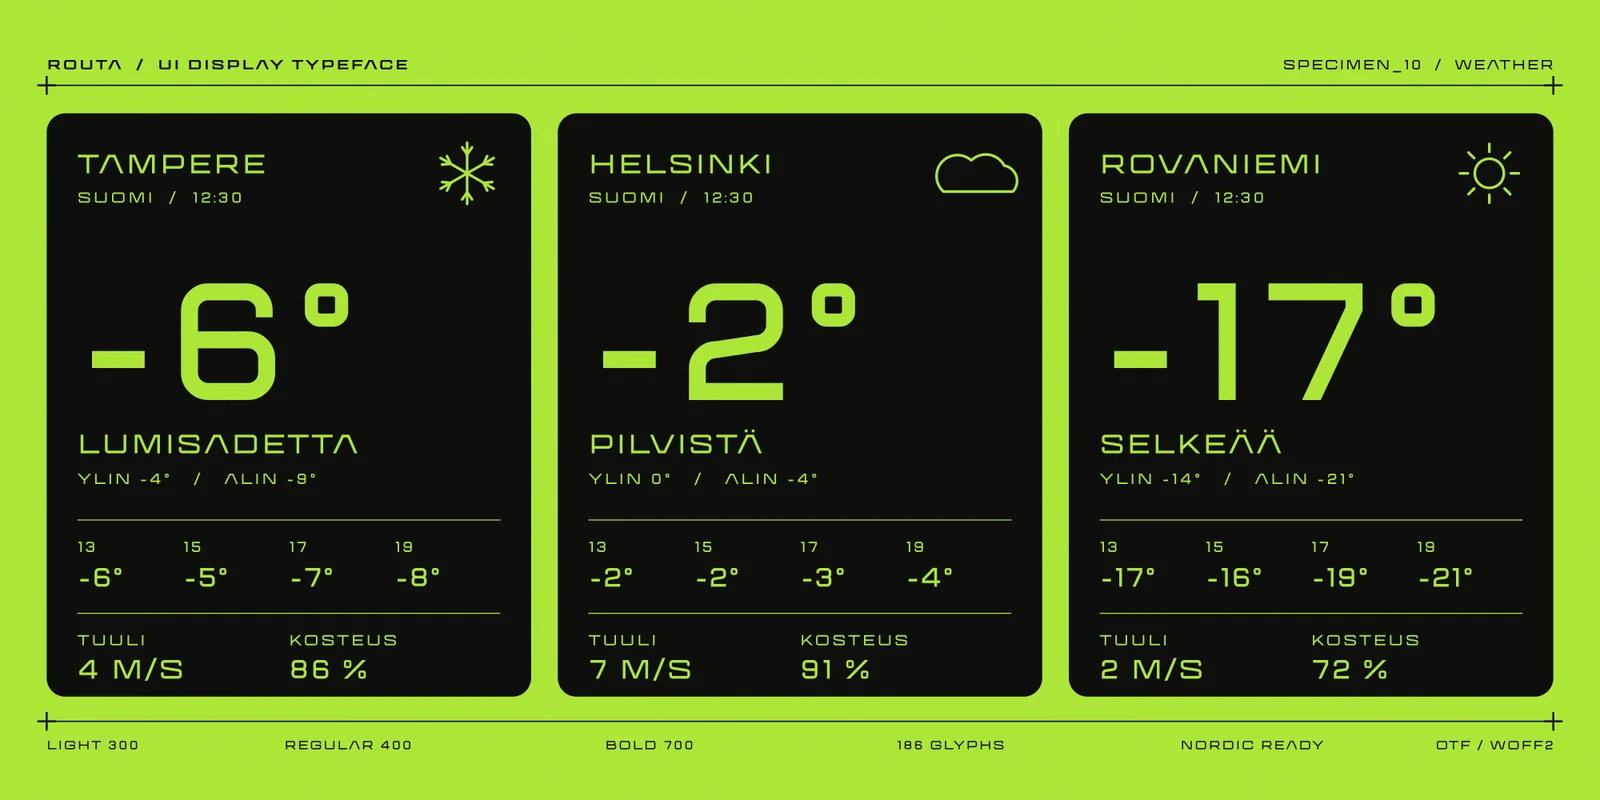 ROUTA / UI DISPLAY TYPEFACE
SPECIMEN_10 / WEATHER
TAMPERE
SUOMI / 12:30
-6°
LUMISADETTA
YLIN -4° / ALIN -9°
13 15 17 19
-6° -5° -7° -8°
TUULI KOSTEUS
4 M/S 86 %
HELSINKI
SUOMI / 12:30
-2°
PILVISTÄ
YLIN 0° / ALIN -4°
13 15 17 19
-2° -2° -3° -4°
TUULI KOSTEUS
7 M/S 91 %
ROVANIEMI
SUOMI / 12:30
-17°
SELKEÄÄ
YLIN -14° / ALIN -21°
13 15 17 19
-17° -16° -19° -21°
TUULI KOSTEUS
2 M/S 72 %
LIGHT 300 REGULAR 400 BOLD 700 186 GLYPHS NORDIC READY OTF / WOFF2